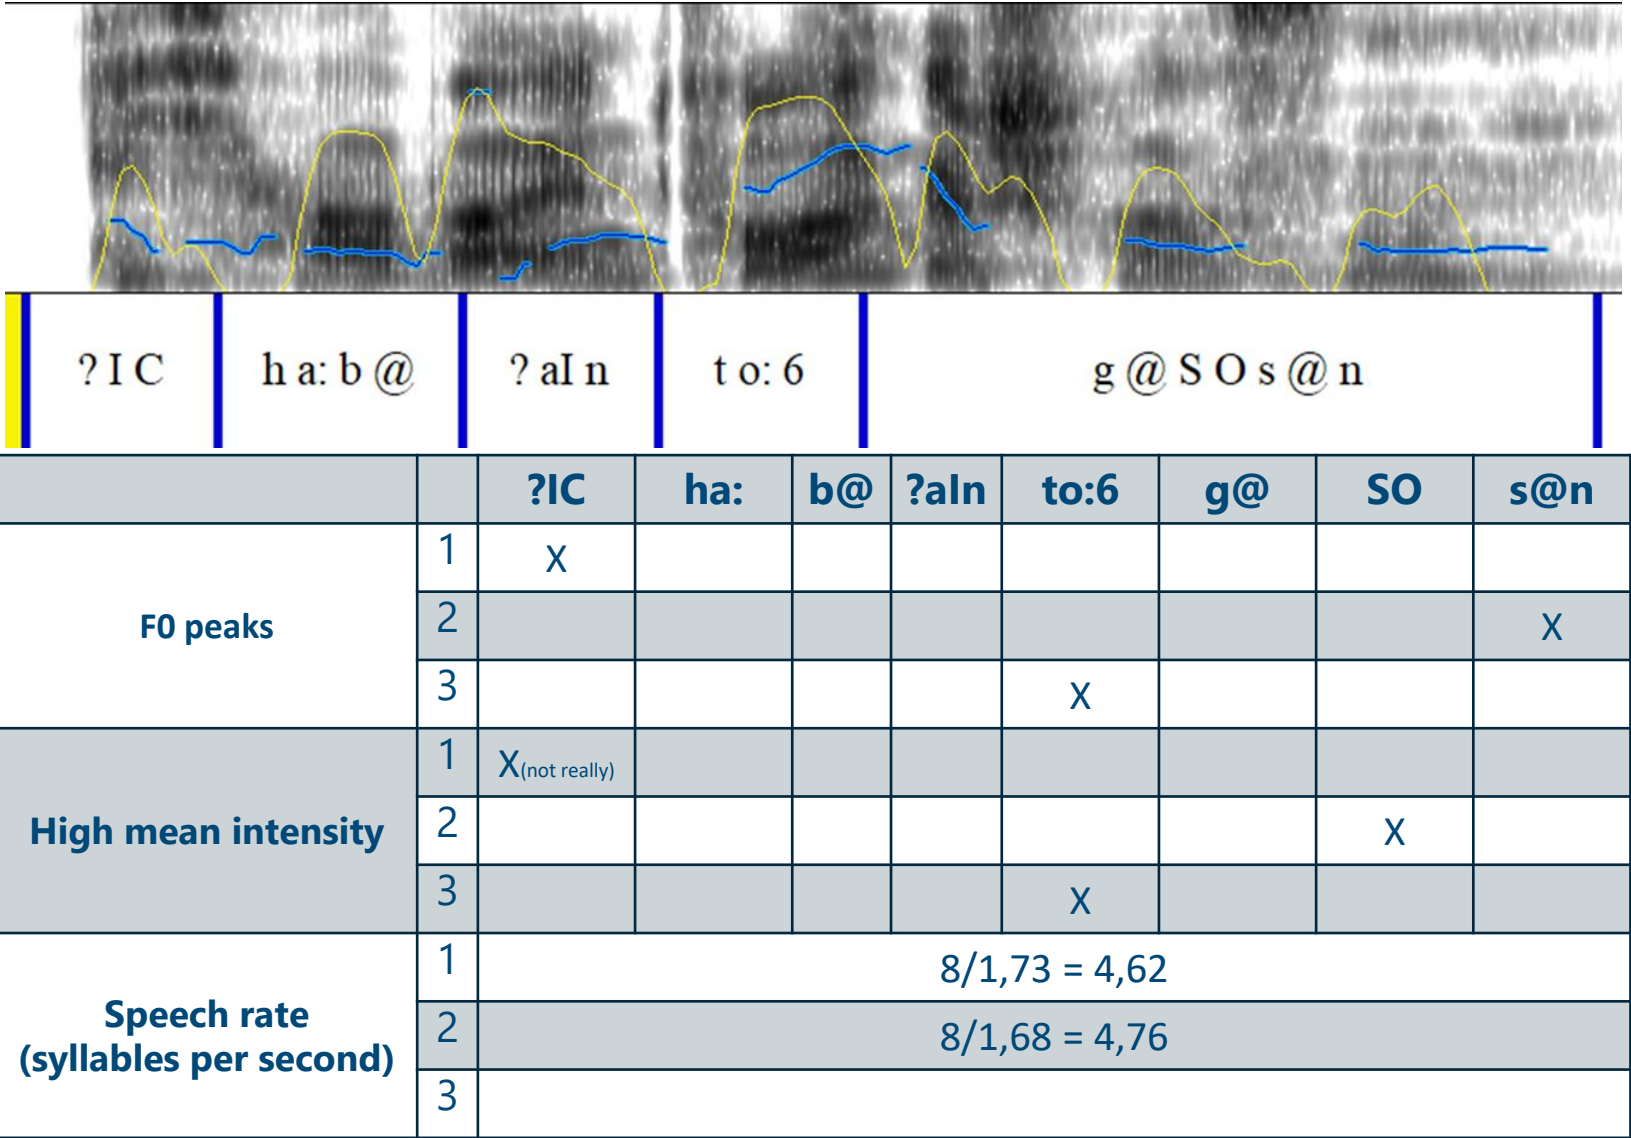 ? I C h a: b @ ? aI n t o: 6 g @ S O s @ n
?IC ha: b@ ?aIn to:6 g@ SO s@n
F0 peaks
1 X
2 X
3 X
High mean intensity
1 X(not really)
2 X
3 X
Speech rate
(syllables per second)
1 8/1,73 = 4,62
2 8/1,68 = 4,76
3